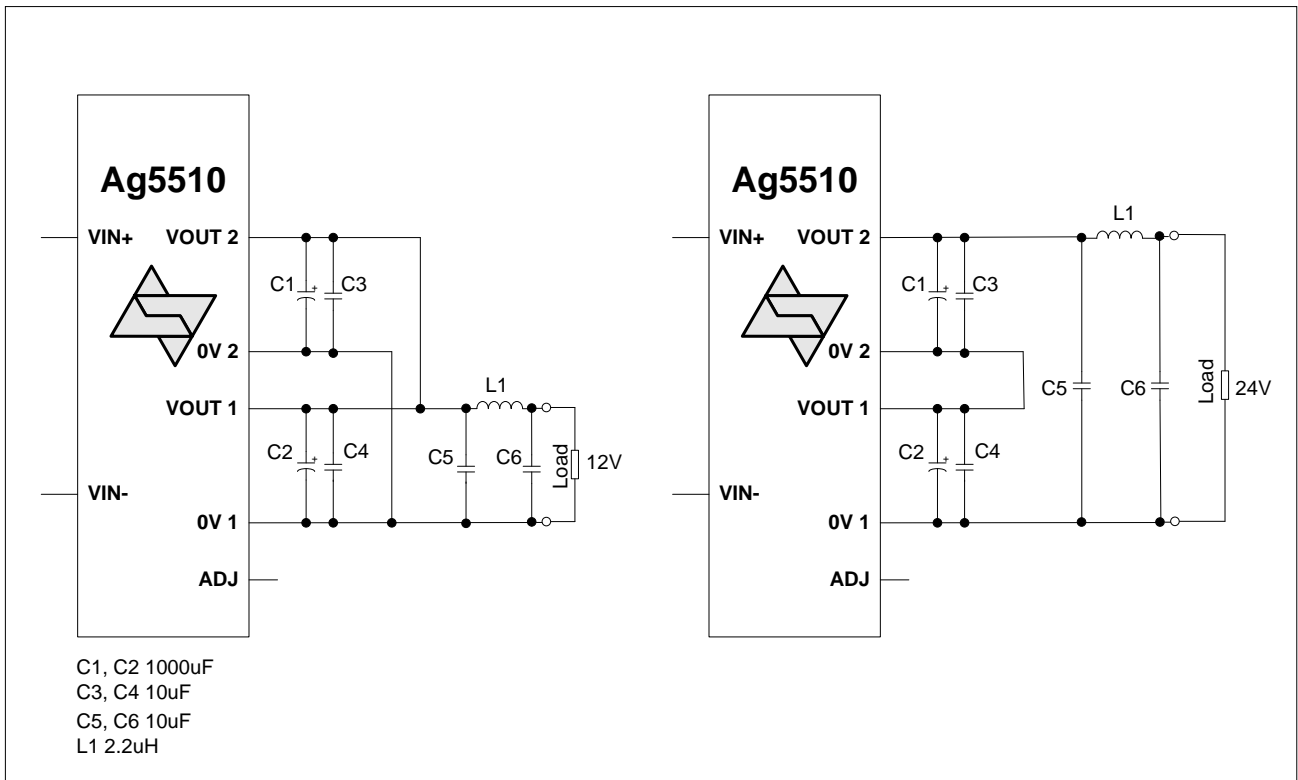 Ag5510
VIN+
VOUT 2
C1
+
C3
0V 2
VOUT 1
L1
C2
+
C4
C5
C6
Load
12V
VIN-
0V 1
ADJ
C1, C2 1000uF
C3, C4 10uF
C5, C6 10uF
L1 2.2uH
Ag5510
VIN+
VOUT 2
L1
C1
+
C3
0V 2
C5
C6
Load
24V
VOUT 1
C2
+
C4
VIN-
0V 1
ADJ